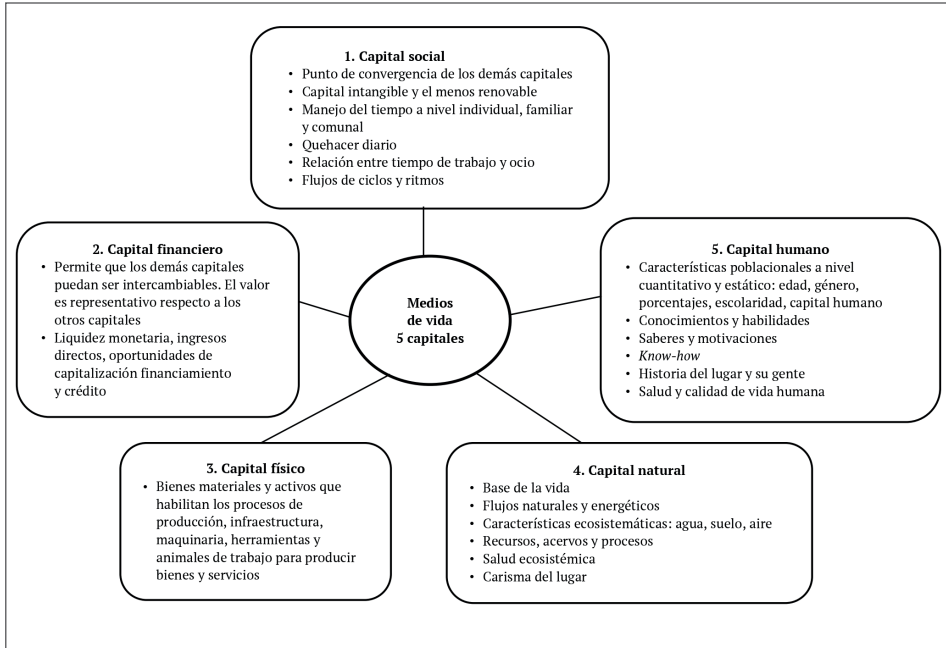 1. Capital social
• Punto de convergencia de los demás capitales
• Capital intangible y el menos renovable
• Manejo del tiempo a nivel individual, familiar
y comunal
• Quehacer diario
• Relación entre tiempo de trabajo y ocio
• Flujos de ciclos y ritmos
2. Capital financiero
• Permite que los demás capitales
puedan ser intercambiables. El valor
es representativo respecto a los
otros capitales
• Liquidez monetaria, ingresos
directos, oportunidades de
capitalización financiamiento
y crédito
Medios
de vida
5 capitales
5. Capital humano
• Características poblacionales a nivel
cuantitativo y estático: edad, género,
porcentajes, escolaridad, capital humano
• Conocimientos y habilidades
• Saberes y motivaciones
• Know-how
• Historia del lugar y su gente
• Salud y calidad de vida humana
3. Capital físico
• Bienes materiales y activos que
habilitan los procesos de
producción, infraestructura,
maquinaria, herramientas y
animales de trabajo para producir
bienes y servicios
4. Capital natural
• Base de la vida
• Flujos naturales y energéticos
• Características ecosistemáticas: agua, suelo, aire
• Recursos, acervos y procesos
• Salud ecosistémica
• Carisma del lugar